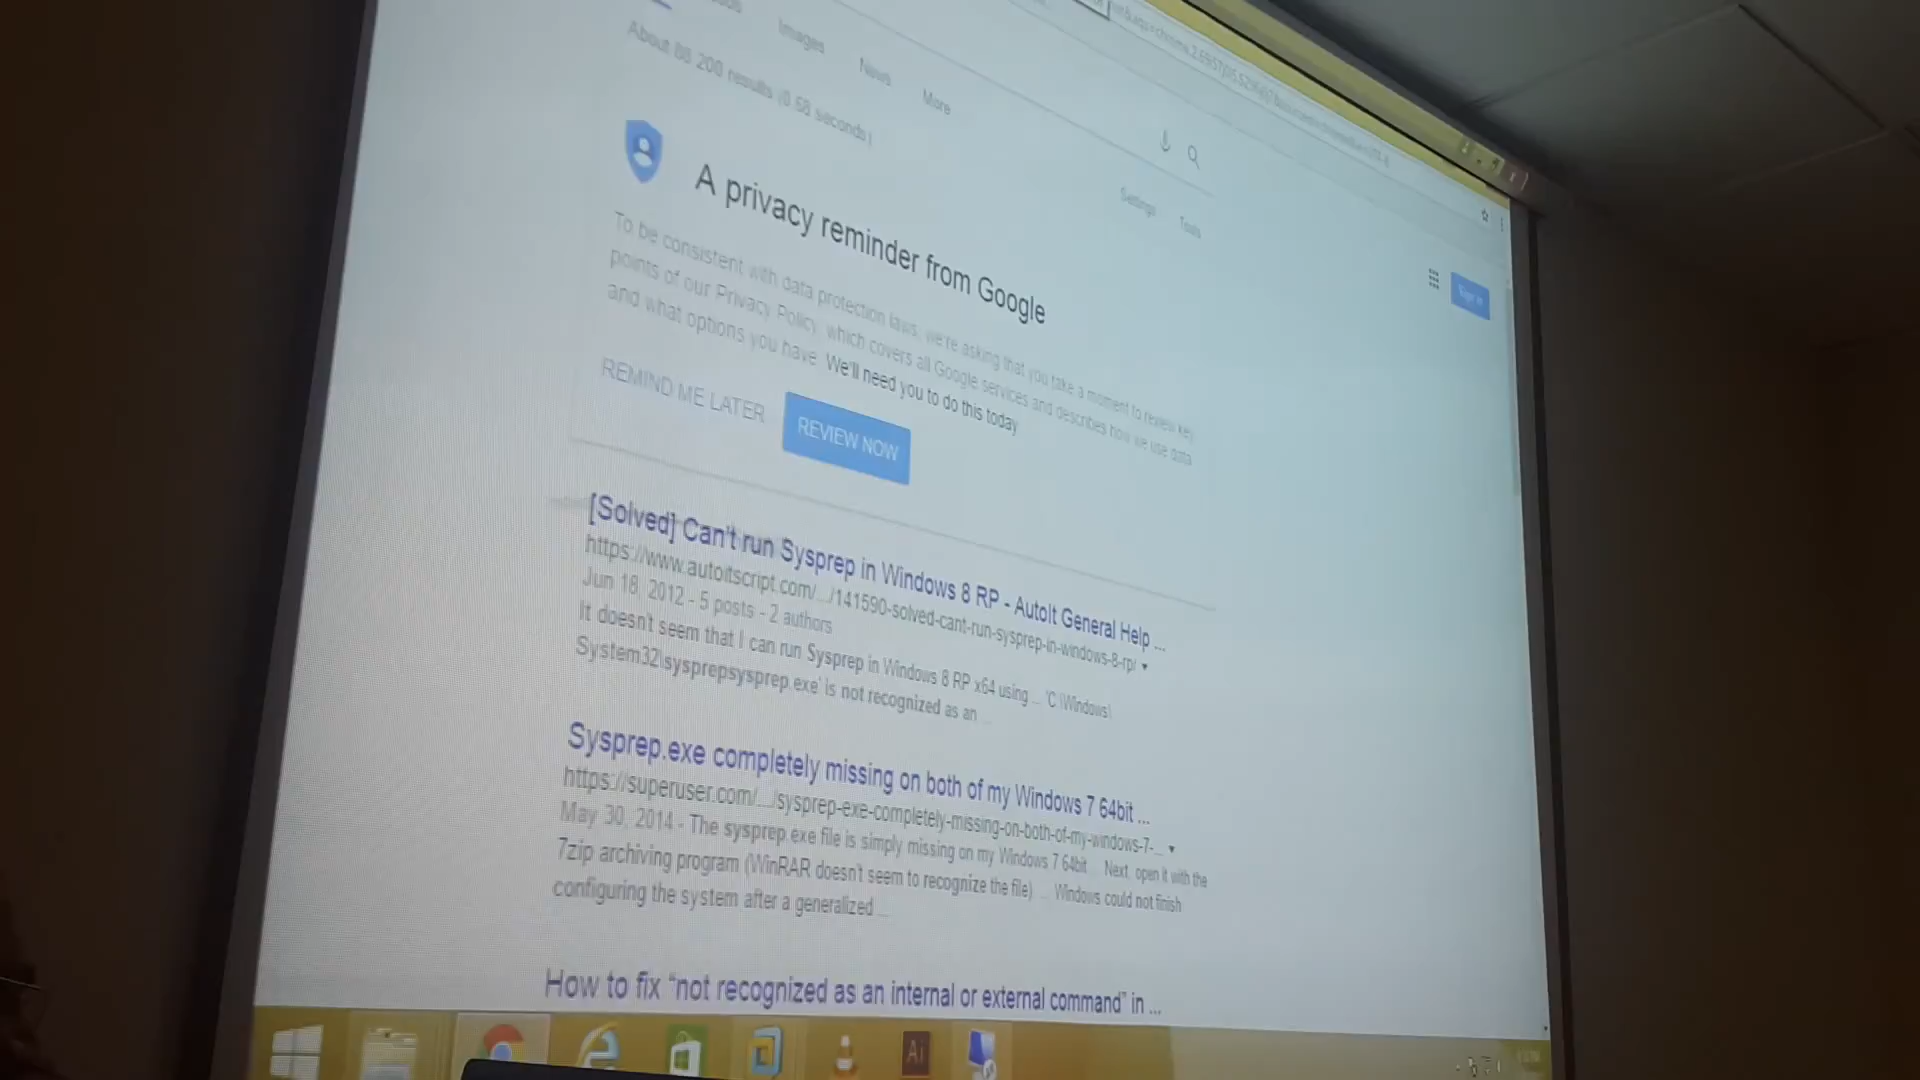 Images
News
More
About 88,200 results (0.58 seconds)
Settings
Tools
Sign in
A privacy reminder from Google
To be consistent with data protection laws, we're asking that you take a moment to review key
points of our Privacy Policy, which covers all Google services and describes how we use data
and what options you have. We'll need you to do this today.
REMIND ME LATER
REVIEW NOW
[Solved] Can't run Sysprep in Windows 8 RP - AutoIt General Help ...
https://www.autoitscript.com/.../141590-solved-cant-run-sysprep-in-windows-8-rp/
Jun 18, 2012 - 5 posts - 2 authors
It doesn't seem that I can run Sysprep in Windows 8 RP x64 using ... 'C:\Windows\
System32\sysprepsysprep.exe' is not recognized as an ...
Sysprep.exe completely missing on both of my Windows 7 64bit ...
https://superuser.com/.../sysprep-exe-completely-missing-on-both-of-my-windows-7-...
May 30, 2014 - The sysprep.exe file is simply missing on my Windows 7 64bit ... Next, open it with the
7zip archiving program (WinRAR doesn't seem to recognize the file) ... Windows could not finish
configuring the system after a generalized ...
How to fix "not recognized as an internal or external command" in ...
Ai